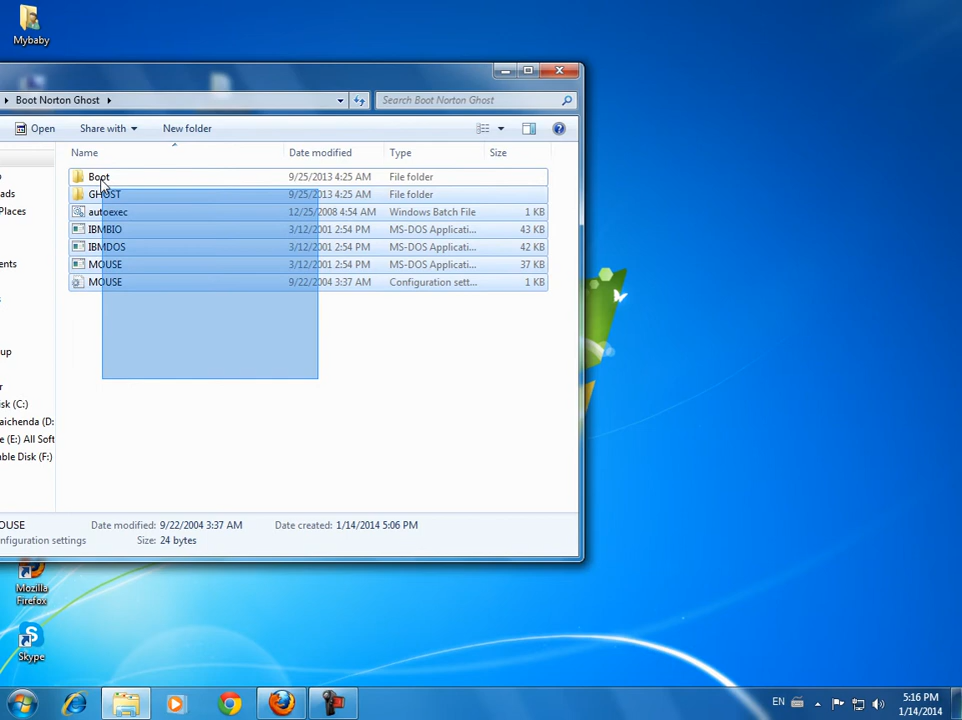 Mybaby
Boot Norton Ghost
Search Boot Norton Ghost
Open Share with New folder
Name Date modified Type Size
Boot 9/25/2013 4:25 AM File folder
GHOST 9/25/2013 4:25 AM File folder
autoexec 12/25/2008 4:54 AM Windows Batch File 1 KB
IBMBIO 3/12/2001 2:54 PM MS-DOS Applicati... 43 KB
IBMDOS 3/12/2001 2:54 PM MS-DOS Applicati... 42 KB
MOUSE 3/12/2001 2:54 PM MS-DOS Applicati... 37 KB
MOUSE 9/22/2004 3:37 AM Configuration sett... 1 KB
ads
Places
ents
up
r
isk (C:)
aichenda (D:
e (E:) All Soft
ble Disk (F:)
OUSE Date modified: 9/22/2004 3:37 AM Date created: 1/14/2014 5:06 PM
nfiguration settings Size: 24 bytes
Mozilla
Firefox
Skype
EN
5:16 PM
1/14/2014